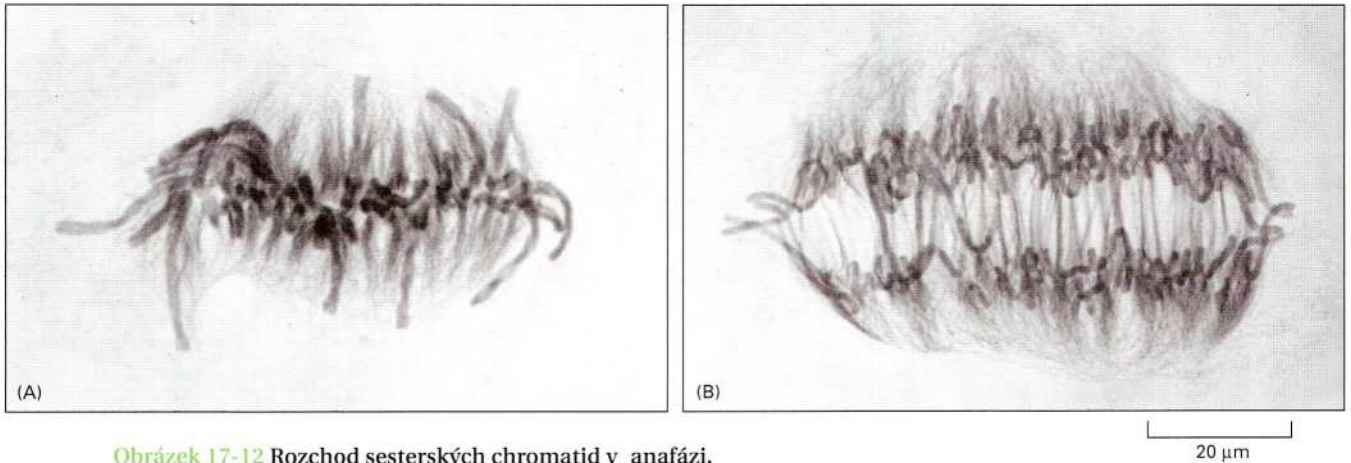 (A)
(B)
20 μm
Obrázek 17-12 Rozchod sesterských chromatid v anafázi.